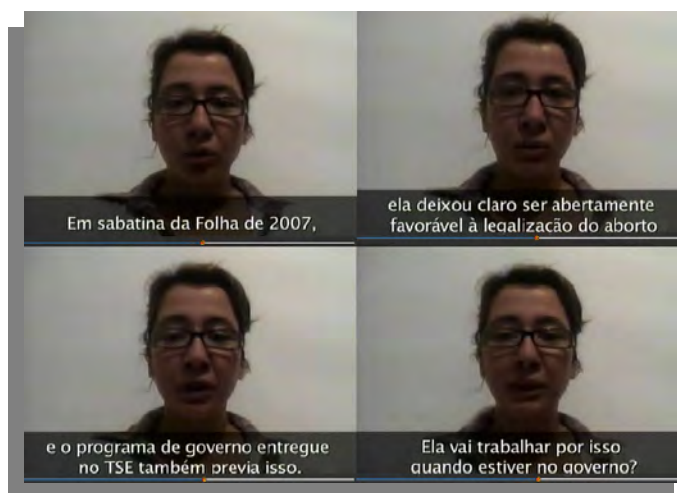 Em sabatina da Folha de 2007,
ela deixou claro ser abertamente
favorável à legalização do aborto
e o programa de governo entregue
no TSE também previa isso.
Ela vai trabalhar por isso
quando estiver no governo?